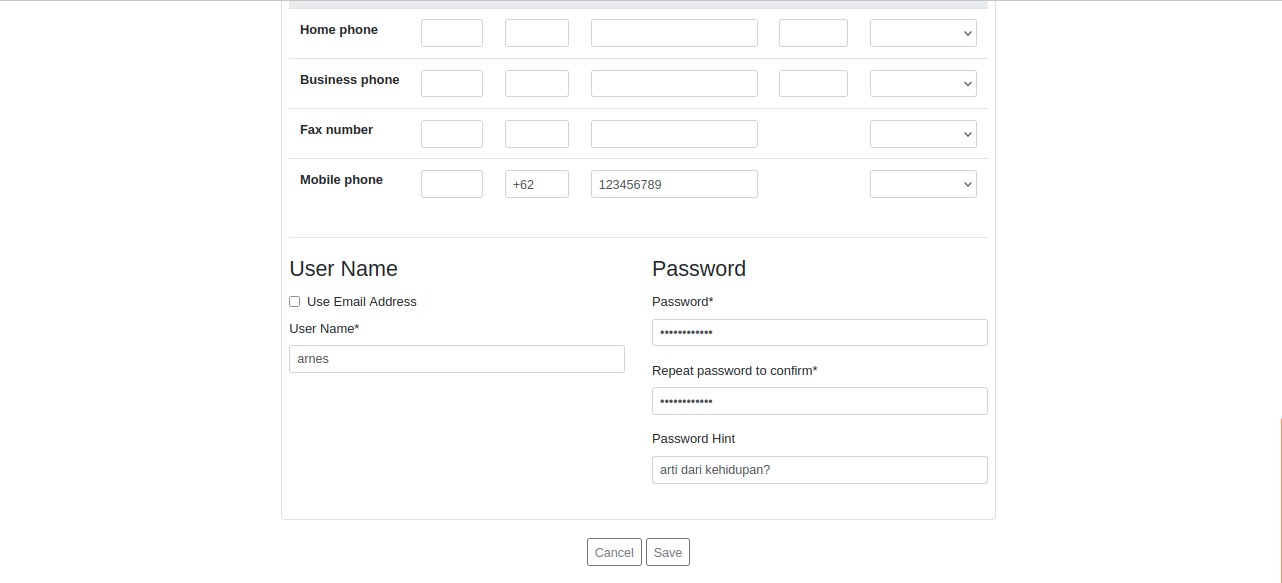 Home phone
Business phone
Fax number
Mobile phone +62 123456789
User Name
Use Email Address
User Name*
arnes
Password
Password*
••••••••••••
Repeat password to confirm*
••••••••••••
Password Hint
arti dari kehidupan?
Cancel Save